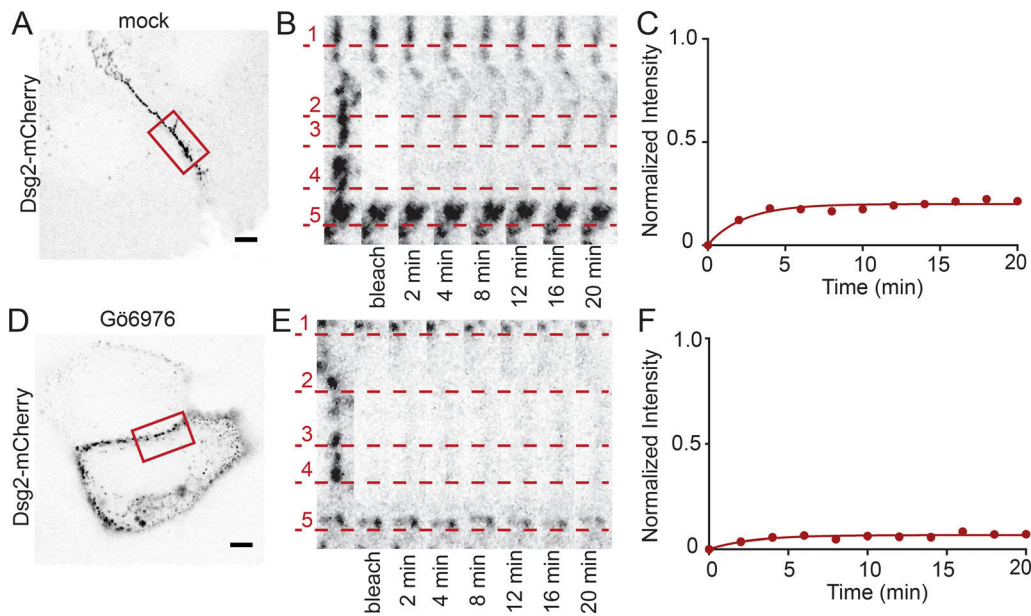 A
mock
Dsg2-mCherry
B
1
2
3
4
5
bleach
2 min
4 min
8 min
12 min
16 min
20 min
C
Normalized Intensity
1.0
0.5
0
0
5
10
15
20
Time (min)
D
Gö6976
Dsg2-mCherry
E
1
2
3
4
5
bleach
2 min
4 min
8 min
12 min
16 min
20 min
F
Normalized Intensity
1.0
0.5
0
0
5
10
15
20
Time (min)